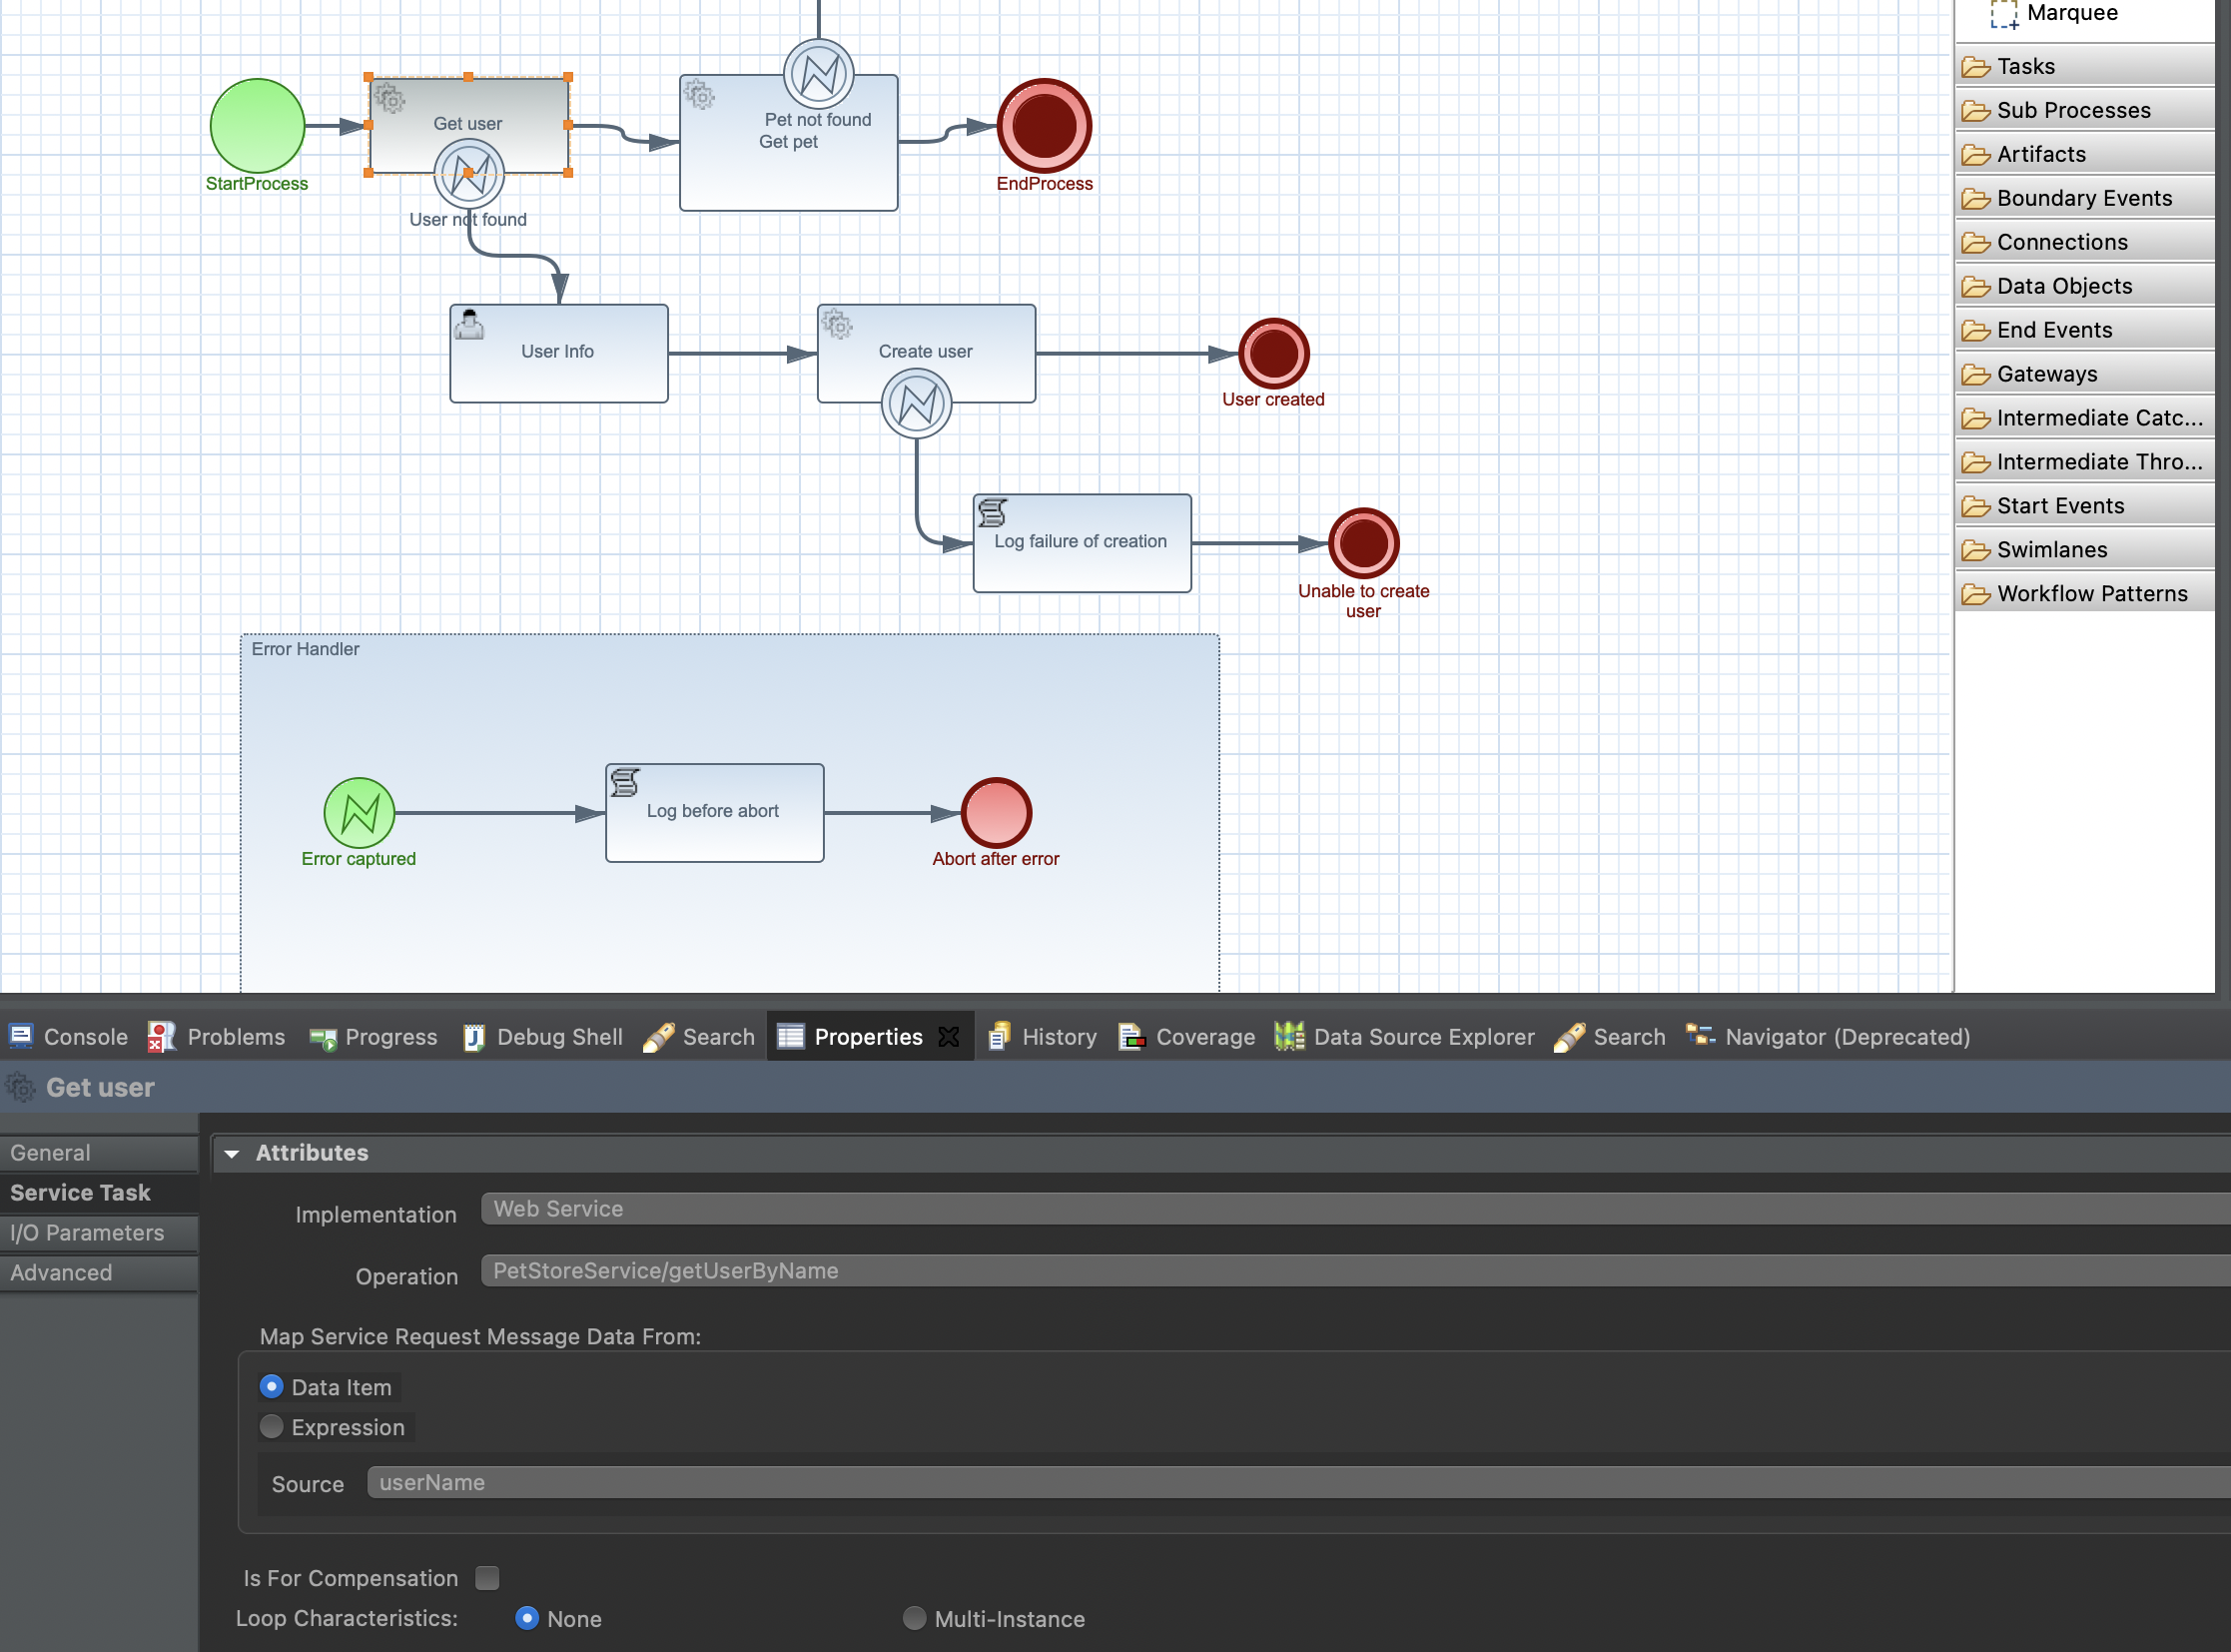 Marquee
Tasks
Sub Processes
Artifacts
Boundary Events
Connections
Data Objects
End Events
Gateways
Intermediate Catc...
Intermediate Thro...
Start Events
Swimlanes
Workflow Patterns
StartProcess
Get user
User not found
Pet not found
Get pet
EndProcess
User Info
Create user
User created
Log failure of creation
Unable to create
user
Error Handler
Error captured
Log before abort
Abort after error
Console Problems Progress Debug Shell Search Properties History Coverage Data Source Explorer Search Navigator (Deprecated)
Get user
General
Service Task
I/O Parameters
Advanced
Attributes
Implementation Web Service
Operation PetStoreService/getUserByName
Map Service Request Message Data From:
Data Item
Expression
Source userName
Is For Compensation
Loop Characteristics: None Multi-Instance